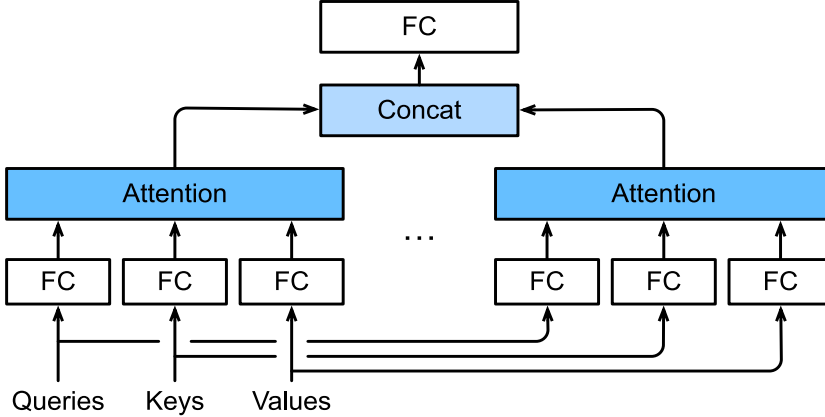 FC
Concat
Attention
Attention
...
FC
FC
FC
FC
FC
FC
Queries
Keys
Values